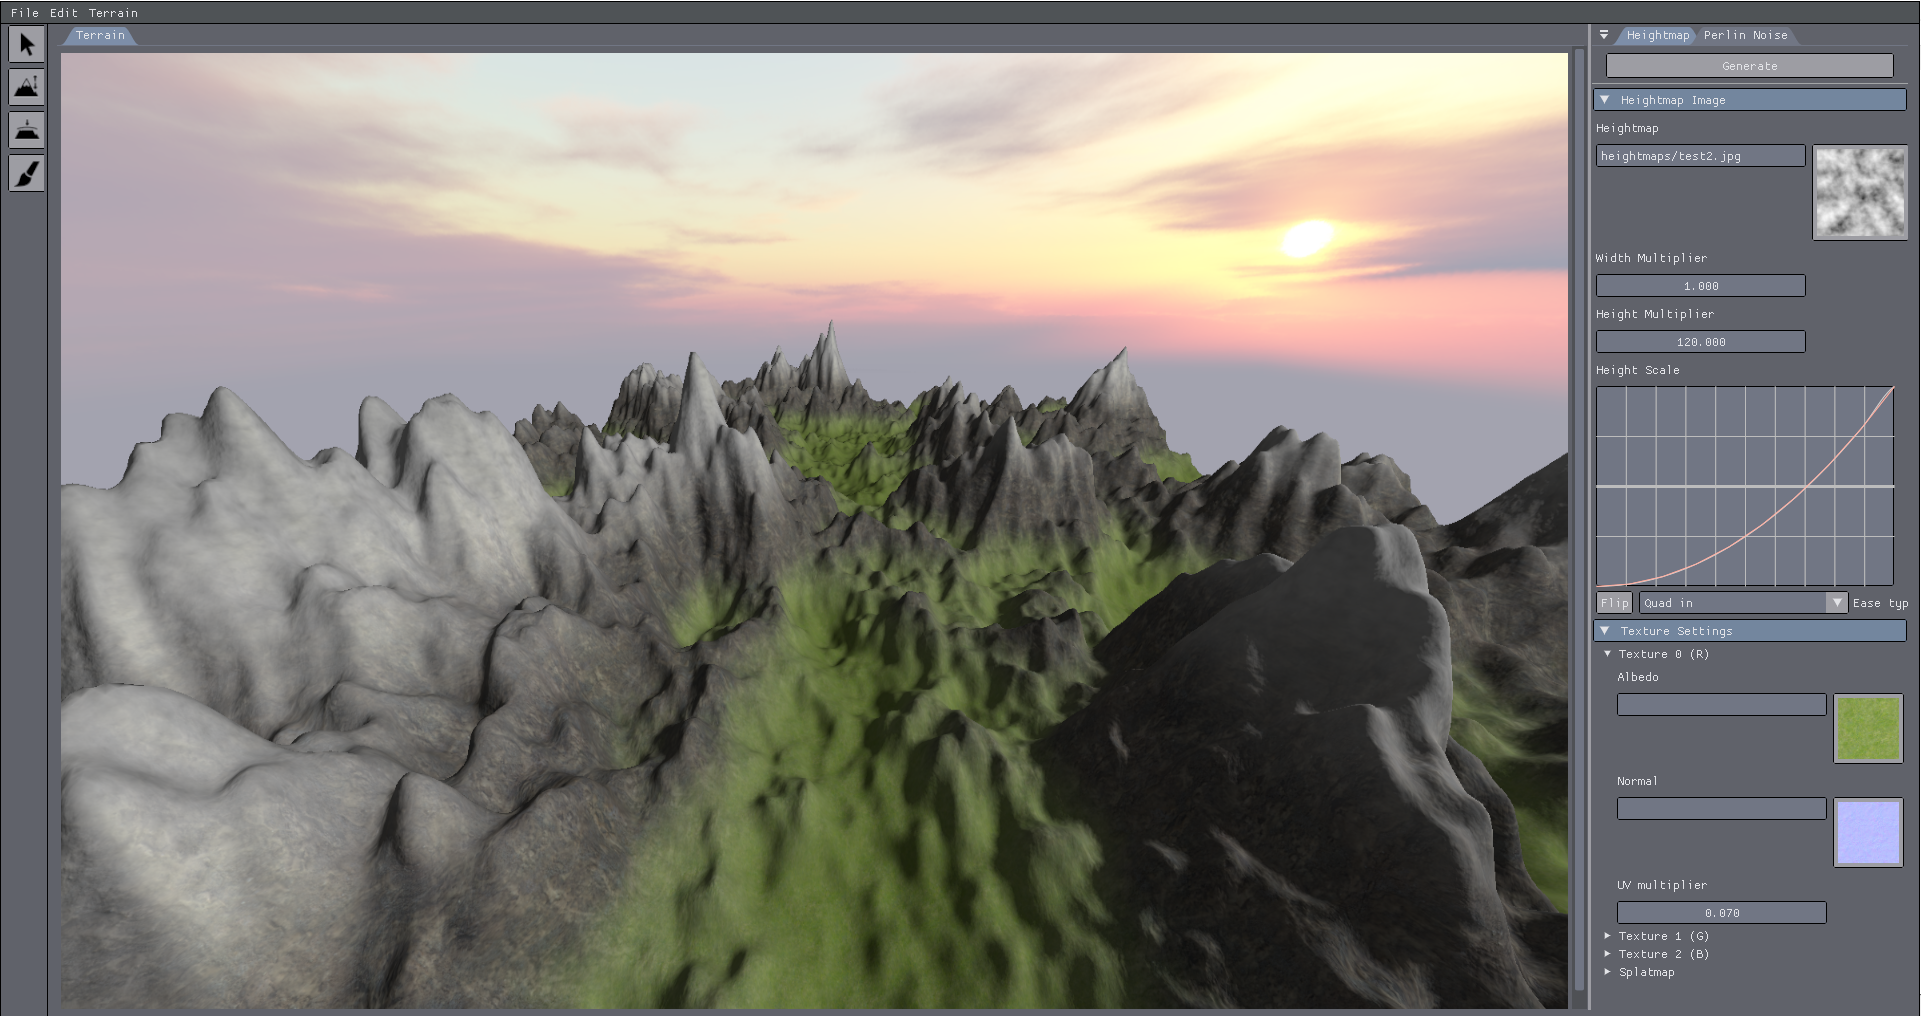 File Edit Terrain
Terrain
Heightmap Perlin Noise
Generate
Heightmap Image
Heightmap
heightmaps/test2.jpg
Width Multiplier
1.000
Height Multiplier
120.000
Height Scale
Flip Quad in Ease typ
Texture Settings
Texture 0 (R)
Albedo
Normal
UV multiplier
0.070
Texture 1 (G)
Texture 2 (B)
Splatmap